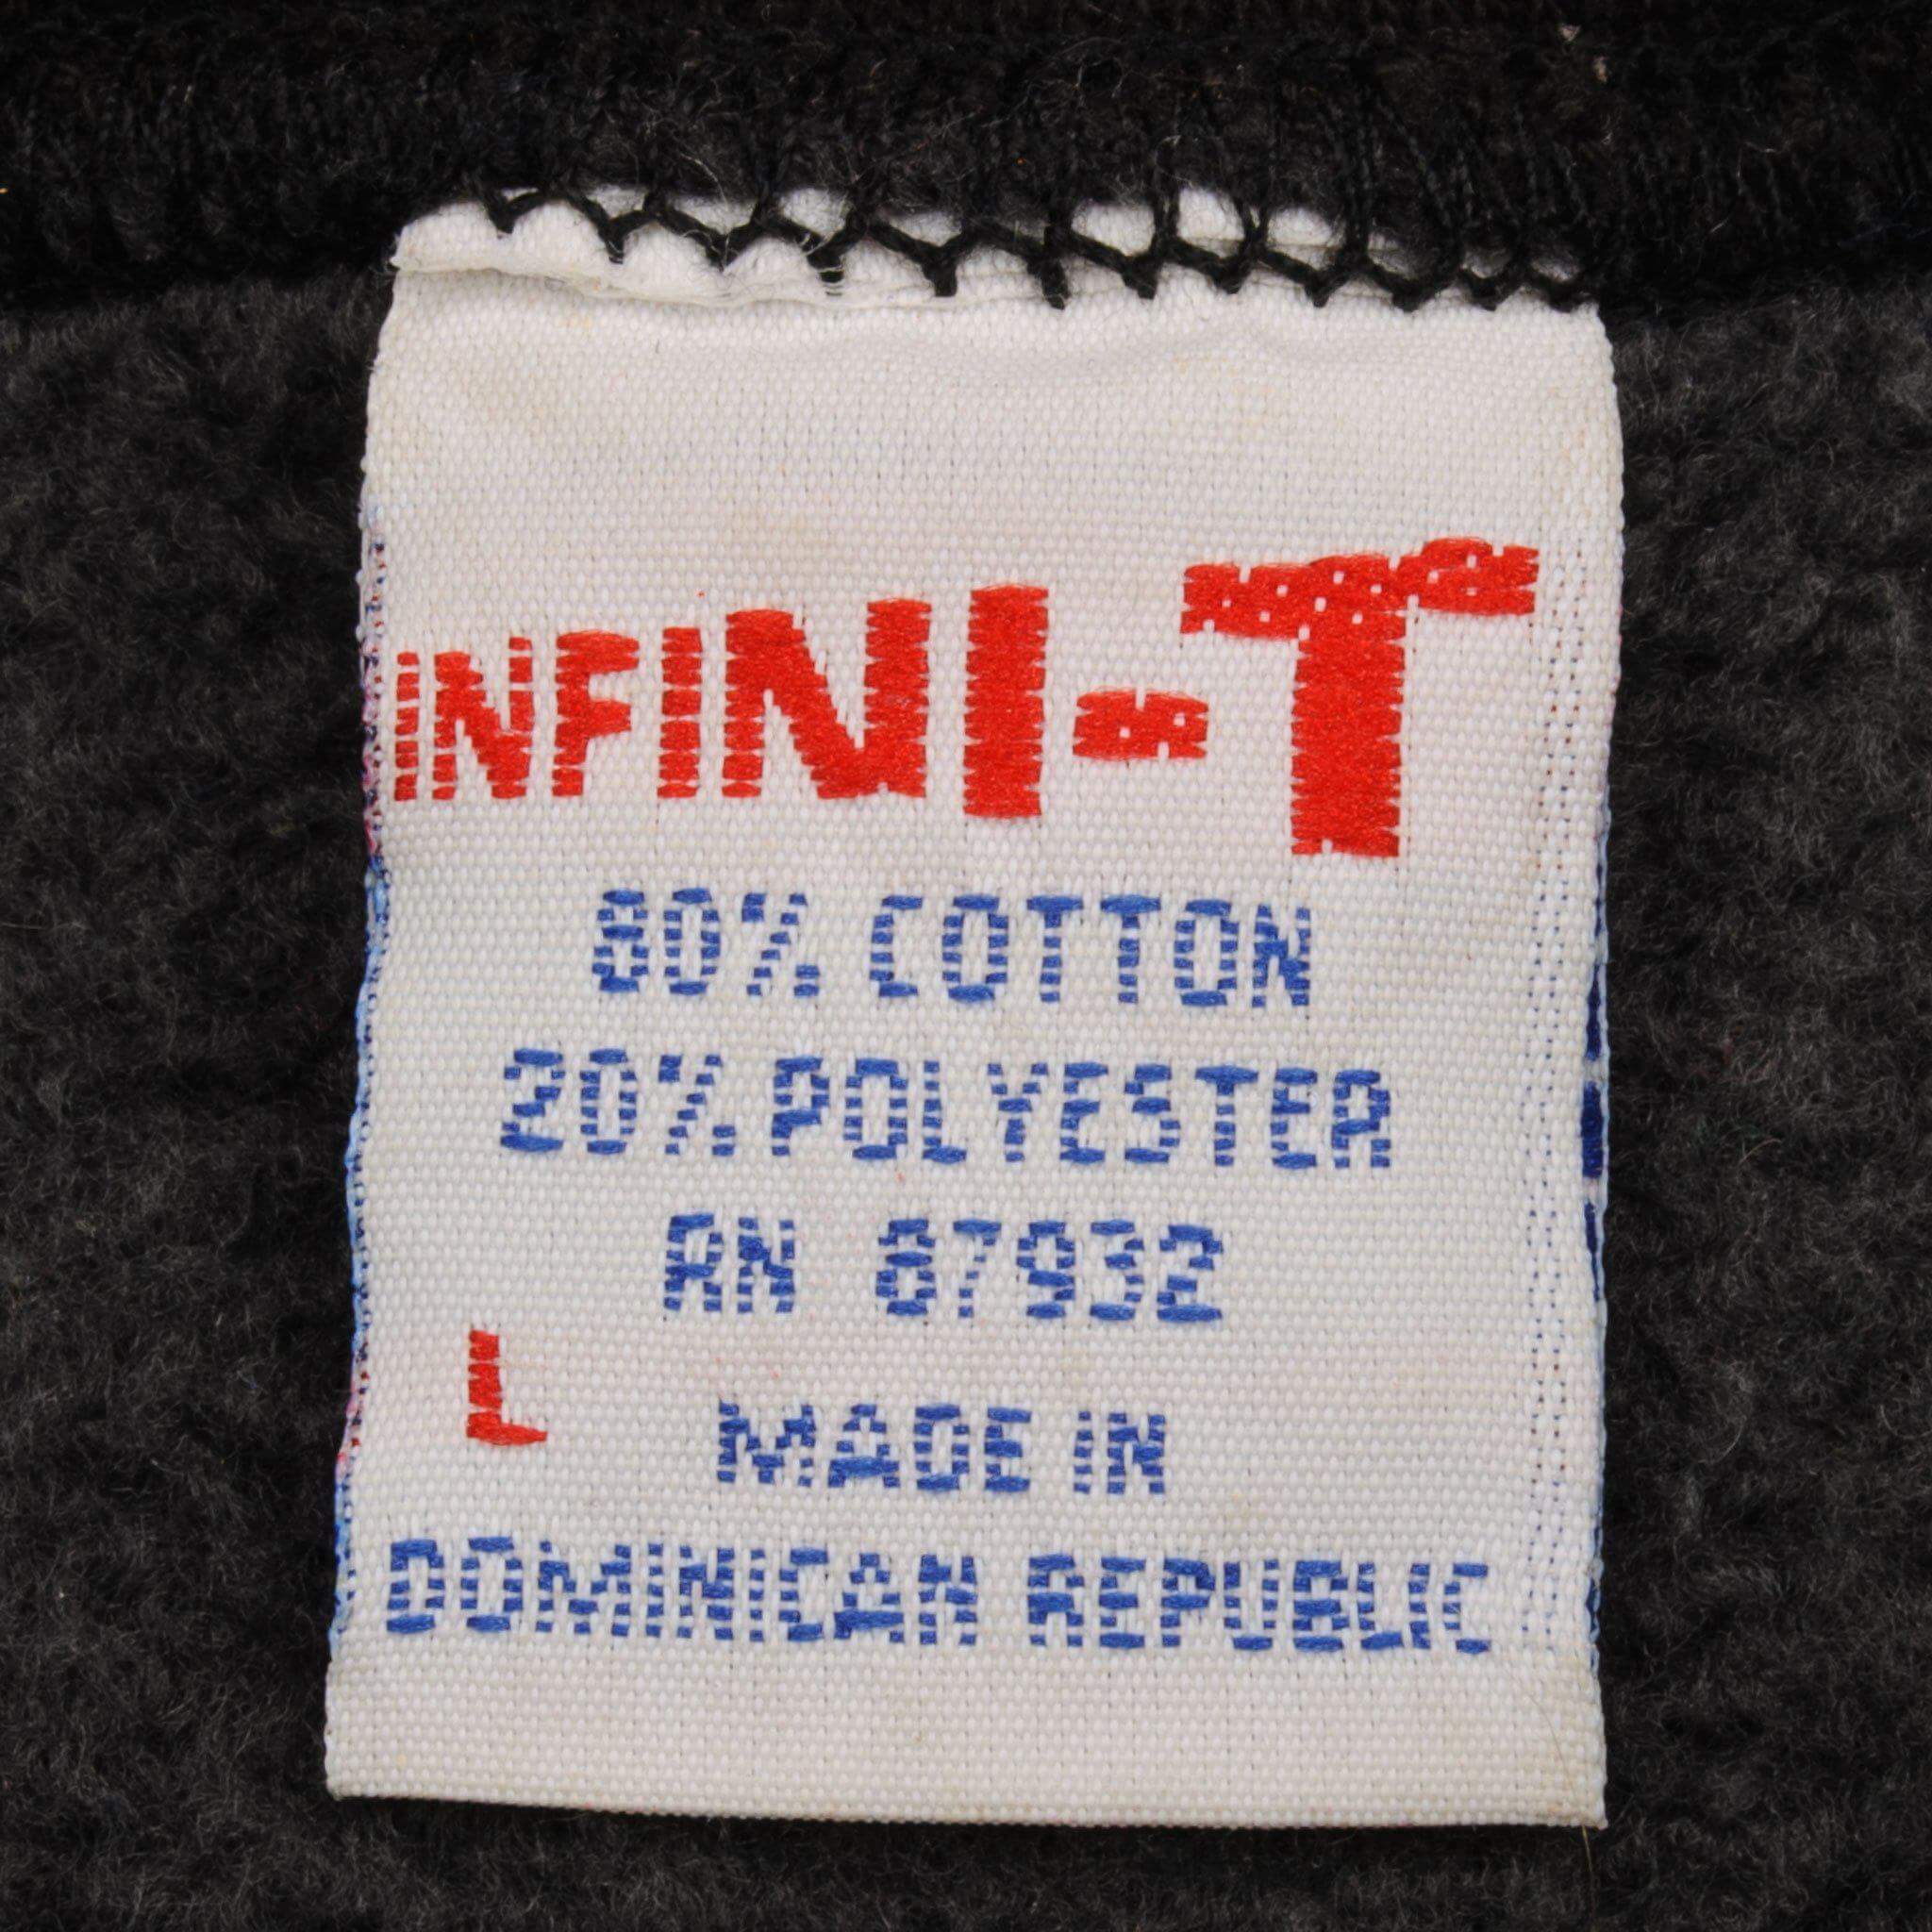 INFINI-T
80% COTTON
20% POLYESTER
RN 87932
L
MADE IN
DOMINICAN REPUBLIC